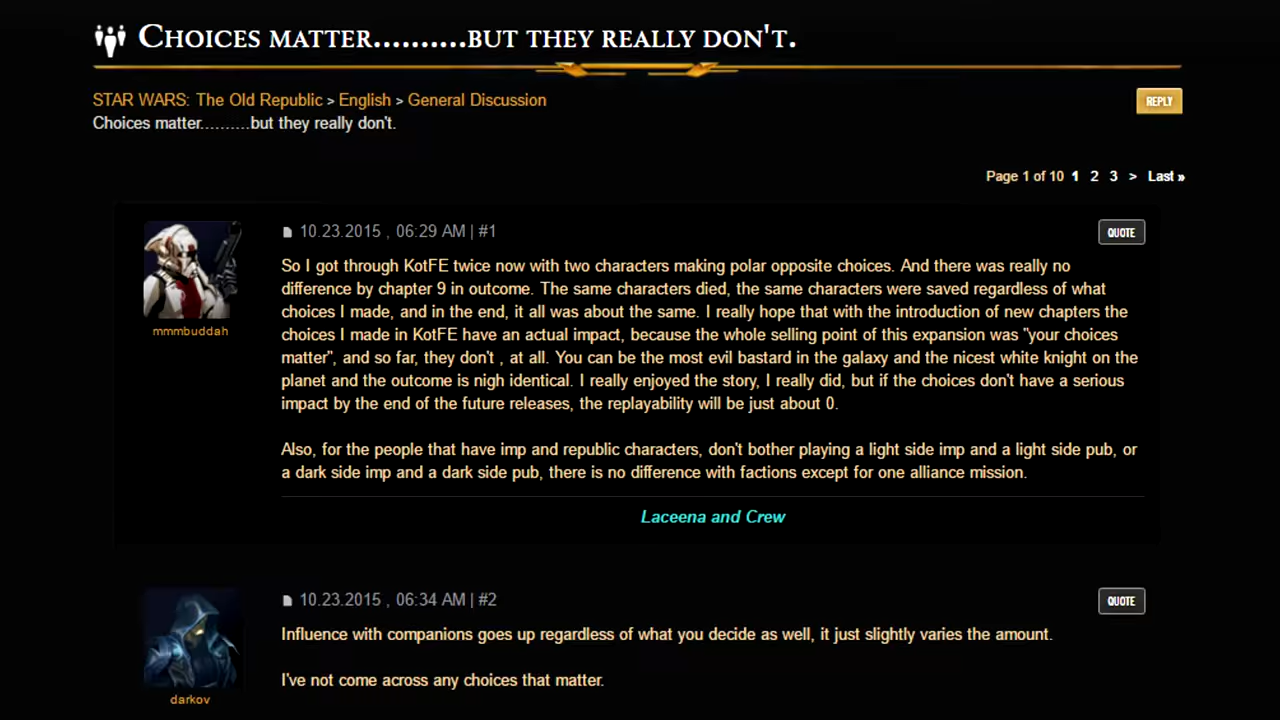 CHOICES MATTER..........BUT THEY REALLY DON'T.
STAR WARS: The Old Republic > English > General Discussion
REPLY
Choices matter..........but they really don't.
Page 1 of 10 1 2 3 > Last »
10.23.2015 , 06:29 AM | #1
QUOTE
mmmbuddah
So I got through KotFE twice now with two characters making polar opposite choices. And there was really no
difference by chapter 9 in outcome. The same characters died, the same characters were saved regardless of what
choices I made, and in the end, it all was about the same. I really hope that with the introduction of new chapters the
choices I made in KotFE have an actual impact, because the whole selling point of this expansion was "your choices
matter", and so far, they don't , at all. You can be the most evil bastard in the galaxy and the nicest white knight on the
planet and the outcome is nigh identical. I really enjoyed the story, I really did, but if the choices don't have a serious
impact by the end of the future releases, the replayability will be just about 0.
Also, for the people that have imp and republic characters, don't bother playing a light side imp and a light side pub, or
a dark side imp and a dark side pub, there is no difference with factions except for one alliance mission.
Laceena and Crew
10.23.2015 , 06:34 AM | #2
QUOTE
darkov
Influence with companions goes up regardless of what you decide as well, it just slightly varies the amount.
I've not come across any choices that matter.